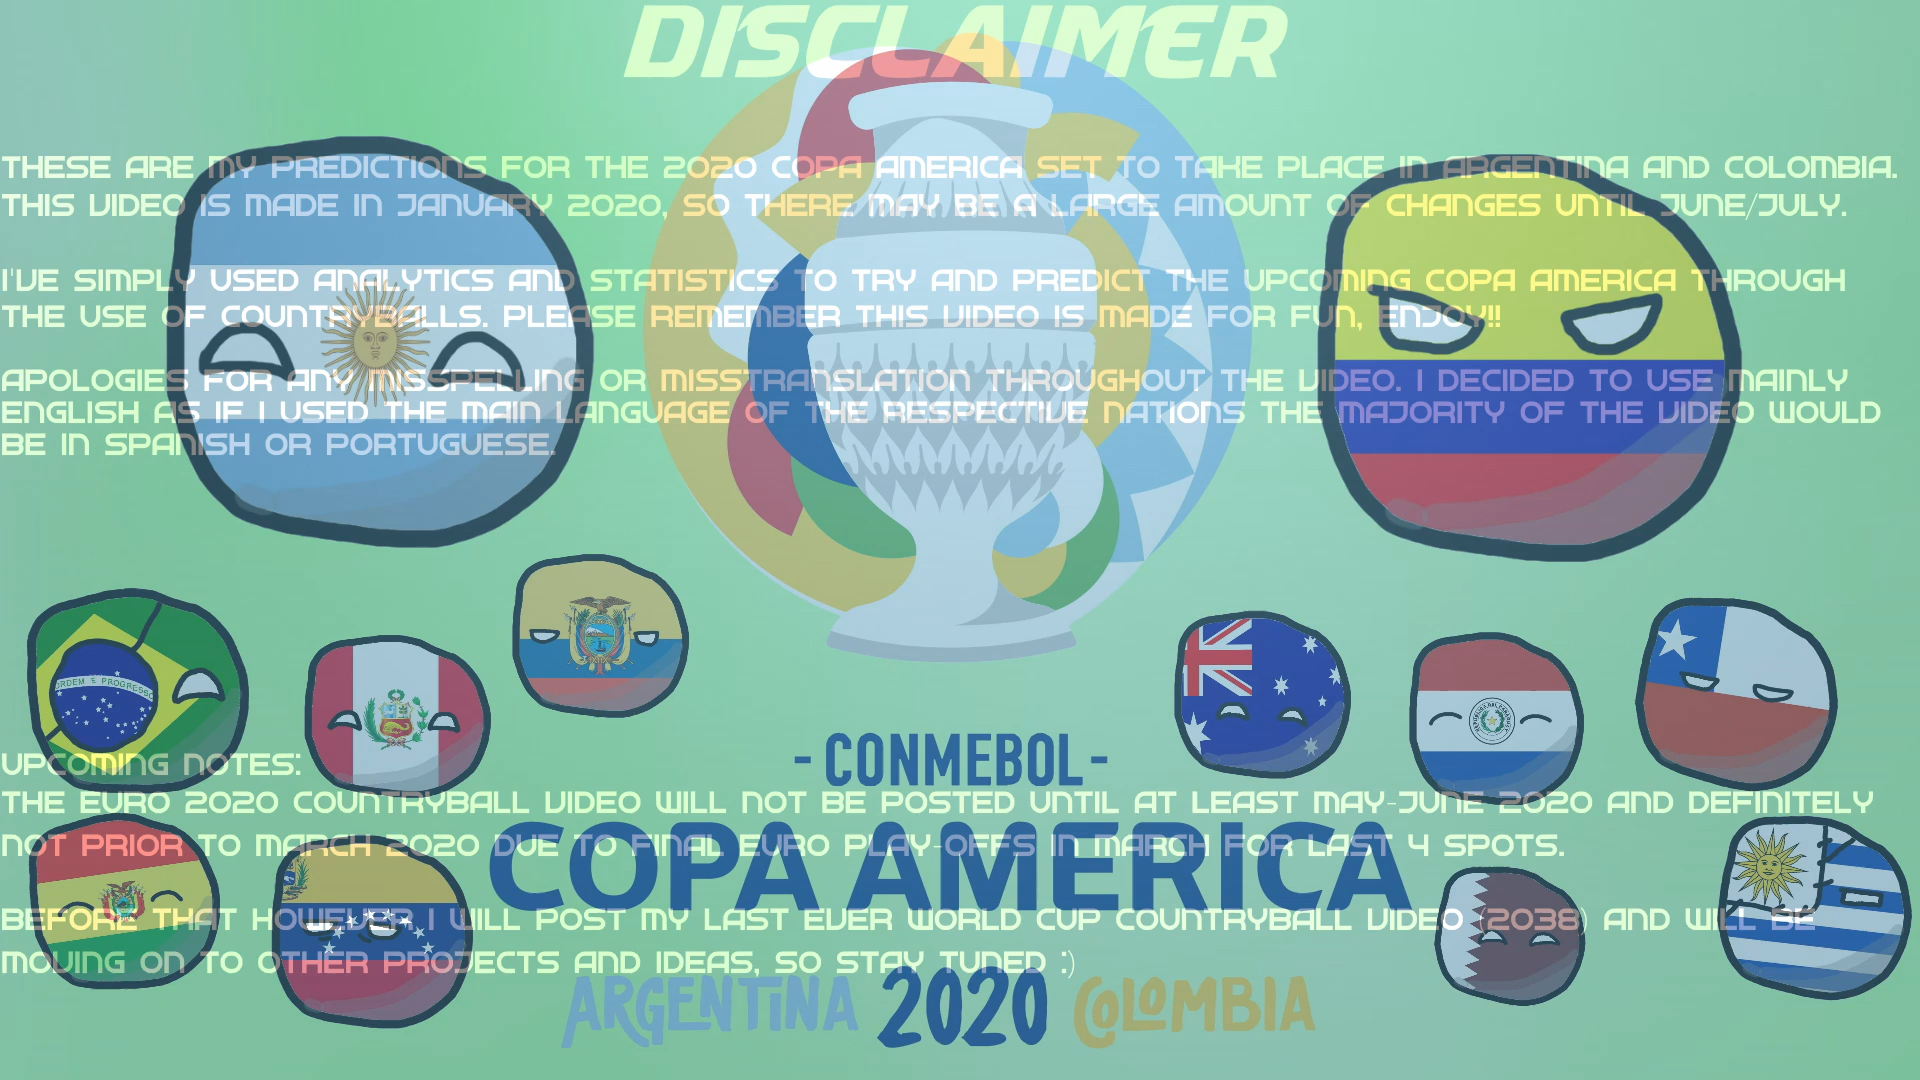 DISCLAIMER
THESE ARE MY PREDICTIONS FOR THE 2020 COPA AMERICA SET TO TAKE PLACE IN ARGENTINA AND COLOMBIA.
THIS VIDEO IS MADE IN JANUARY 2020, SO THERE MAY BE A LARGE AMOUNT OF CHANGES UNTIL JUNE/JULY.
I'VE SIMPLY USED ANALYTICS AND STATISTICS TO TRY AND PREDICT THE UPCOMING COPA AMERICA THROUGH
THE USE OF COUNTRYBALLS. PLEASE REMEMBER THIS VIDEO IS MADE FOR FUN, ENJOY!!
APOLOGIES FOR ANY MISSPELLING OR MISSTRANSLATION THROUGHOUT THE VIDEO. I DECIDED TO USE MAINLY
ENGLISH AS IF I USED THE MAIN LANGUAGE OF THE RESPECTIVE NATIONS THE MAJORITY OF THE VIDEO WOULD
BE IN SPANISH OR PORTUGUESE.
ORDEM E PROGRESSO
UPCOMING NOTES:
THE EURO 2020 COUNTRYBALL VIDEO WILL NOT BE POSTED UNTIL AT LEAST MAY-JUNE 2020 AND DEFINITELY
NOT PRIOR TO MARCH 2020 DUE TO FINAL EURO PLAY-OFFS IN MARCH FOR LAST 4 SPOTS.
BEFORE THAT HOWEVER I WILL POST MY LAST EVER WORLD CUP COUNTRYBALL VIDEO (2038) AND WILL BE
MOVING ON TO OTHER PROJECTS AND IDEAS, SO STAY TUNED :)
-CONMEBOL-
COPA AMERICA
ARGENTINA 2020 COLOMBIA